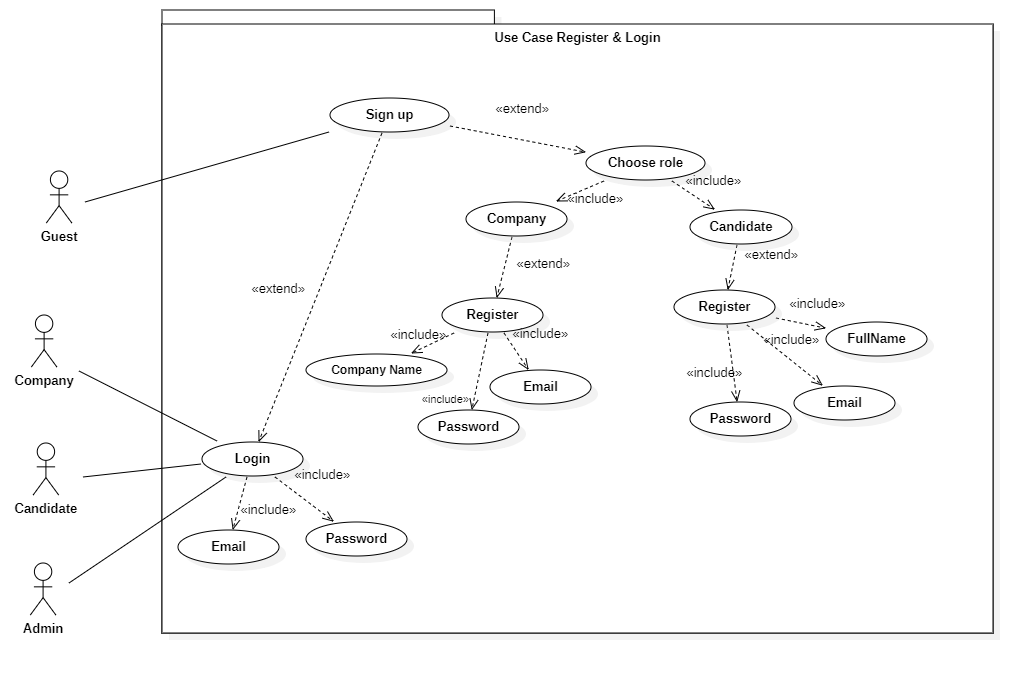 Use Case Register & Login
Sign up
«extend»
Choose role
«include»
«include»
Company
Candidate
Guest
«extend»
«extend»
«extend»
Register
Register
«include»
«include»
«include»
FullName
«include»
Company Name
«include»
Email
«include»
Company
Password
Password
Email
Login
«include»
Candidate
«include»
Email
Password
Admin